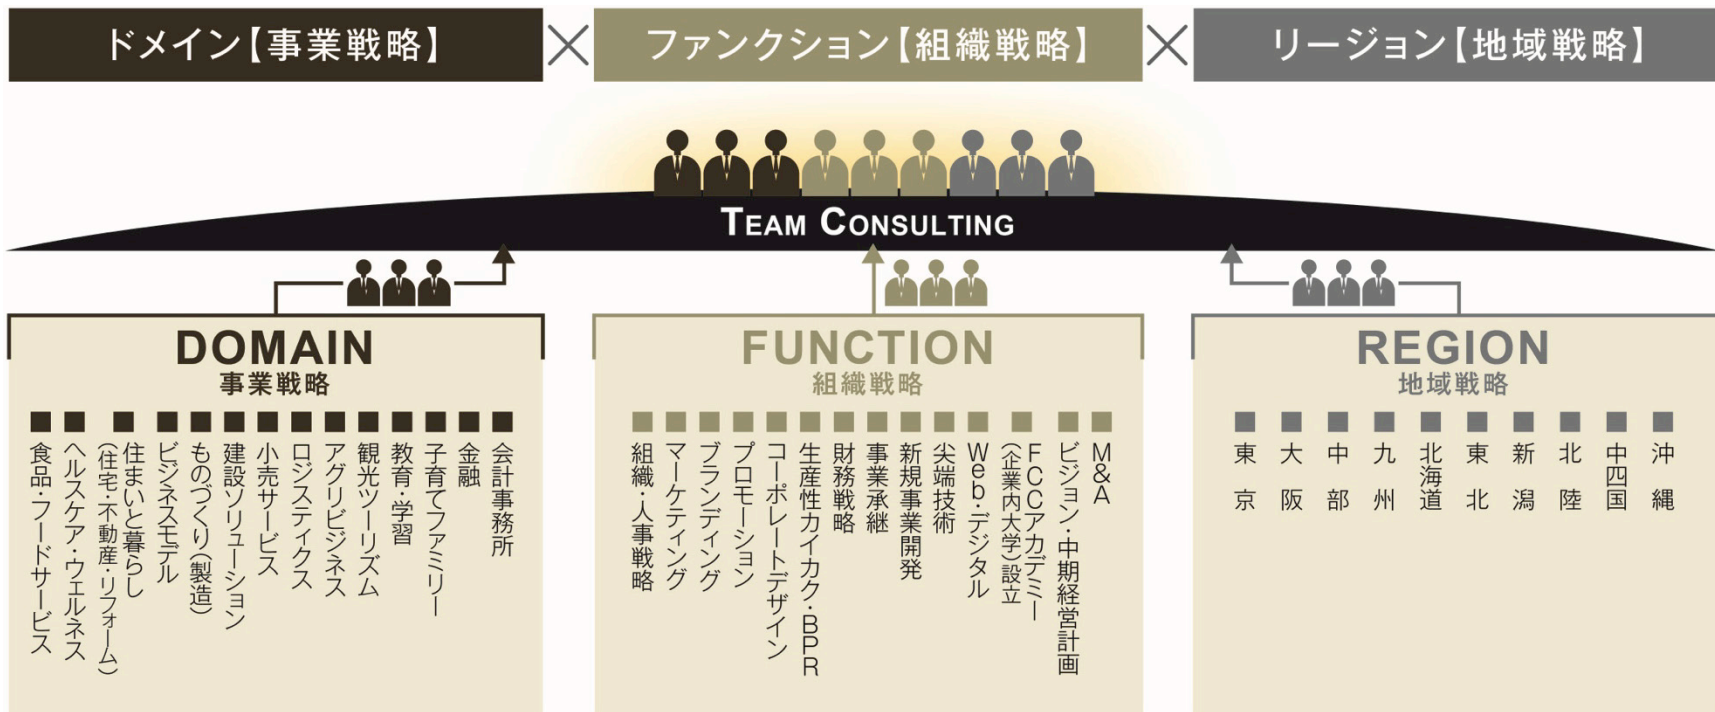 ドメイン【事業戦略】
×
ファンクション【組織戦略】
×
リージョン【地域戦略】
TEAM CONSULTING
DOMAIN
事業戦略
食品・フードサービス
ヘルスケア・ウェルネス
住まいと暮らし
(住宅・不動産・リフォーム)
ビジネスモデル
ものづくり(製造)
建設ソリューション
小売サービス
ロジスティクス
アグリビジネス
観光ツーリズム
教育・学習
子育てファミリー
金融
会計事務所
FUNCTION
組織戦略
組織・人事戦略
マーケティング
ブランディング
プロモーション
コーポレートデザイン
生産性カイカク・BPR
財務戦略
事業承継
新規事業開発
尖端技術
Web・デジタル
FCCアカデミー
(企業内大学)設立
ビジョン・中期経営計画
M&A
REGION
地域戦略
東京
大阪
中部
九州
北海道
東北
新潟
北陸
中四国
沖縄